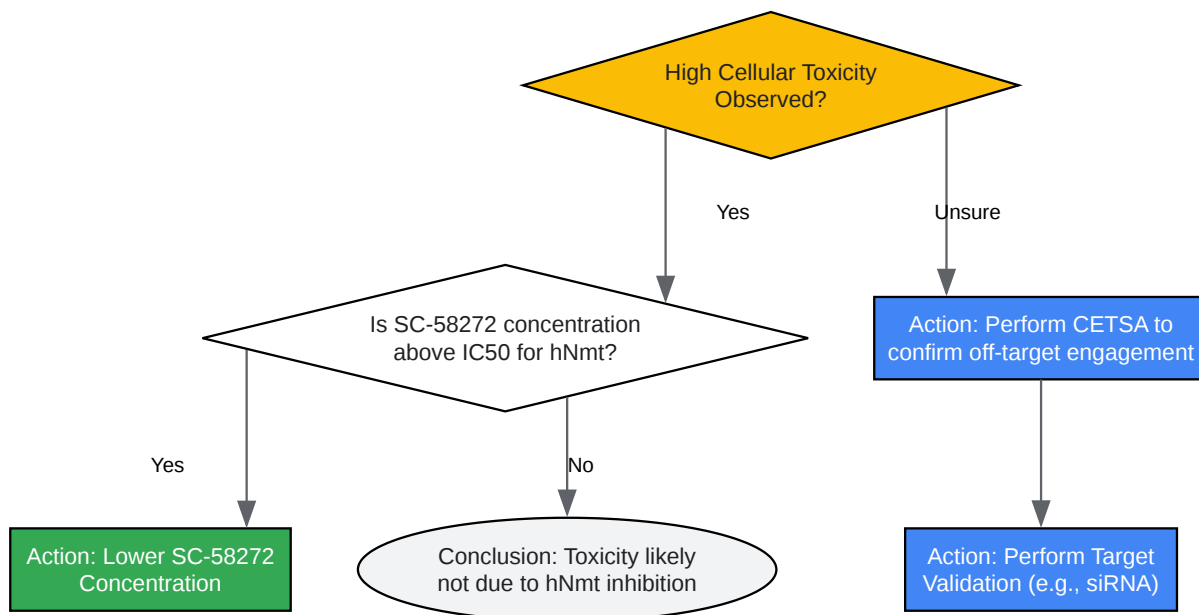 High Cellular Toxicity
Observed?
Yes
Unsure
Is SC-58272 concentration
above IC50 for hNmt?
Action: Perform CETSA to
confirm off-target engagement
Yes
No
Action: Lower SC-58272
Concentration
Conclusion: Toxicity likely
not due to hNmt inhibition
Action: Perform Target
Validation (e.g., siRNA)